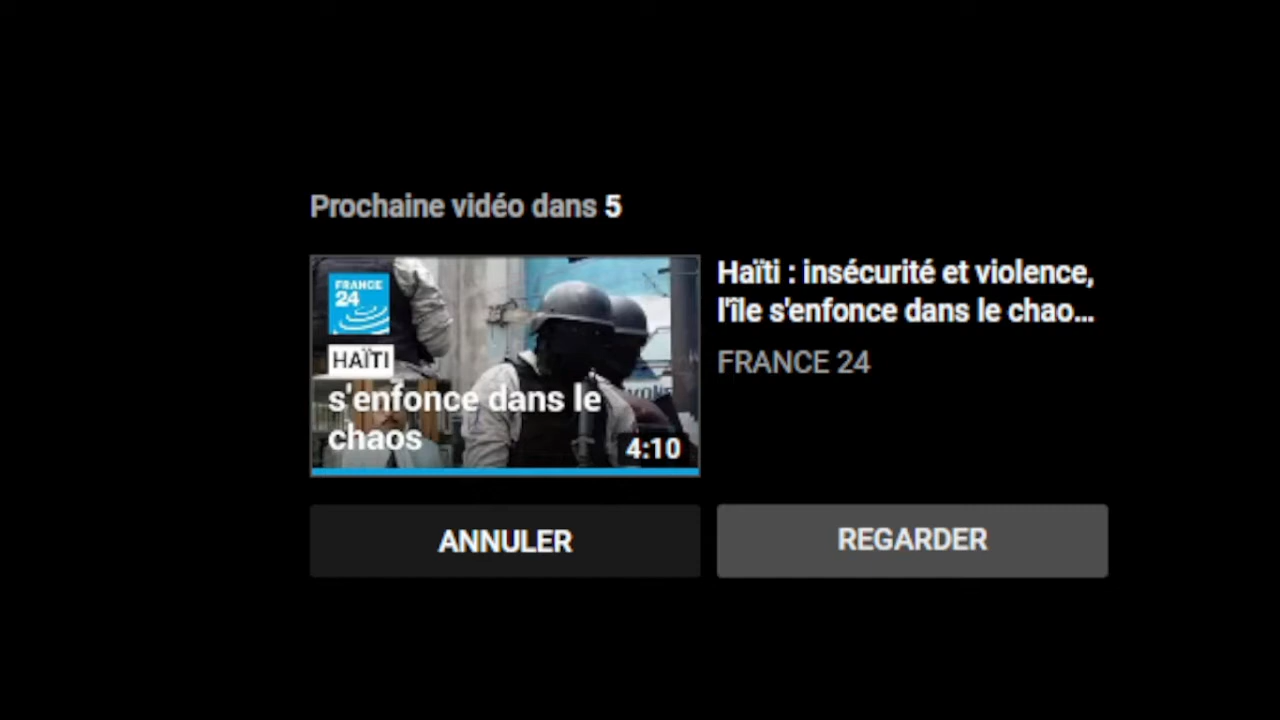 Prochaine vidéo dans 5
FRANCE
24
HAÏTI
s'enfonce dans le
chaos
4:10
Haïti : insécurité et violence,
l'île s'enfonce dans le chao...
FRANCE 24
ANNULER
REGARDER